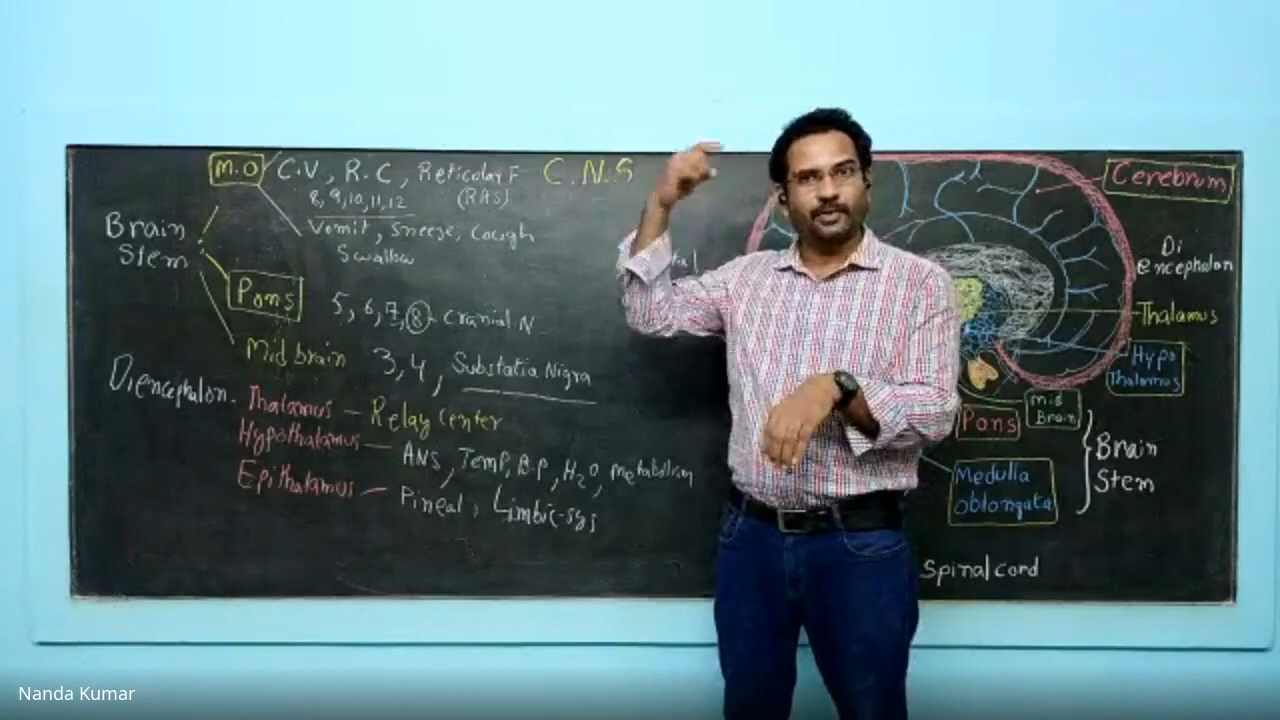 M.O C.V, R.C, Reticolar F
8, 9, 10, 11, 12 (RAS)
Vomit, Sneeze, Cough
Swallow
C.N.S
Brain
Stem
Pons 5, 6, 7, 8 - Cranial N
Mid brain 3, 4, Substatia Nigra
Diencephalon. Thalamus - Relay Center
Hypothalamus - ANS, Temp, B.P, H2O, Metabolism
Epithalamus - Pineal, Limbic-sys
Cerebrum
Di
encephalon
Thalamus
Hypo
Thalamus
Mid
Brain
Pons
Medulla
oblongata
Brain
Stem
Spinal cord
Nanda Kumar